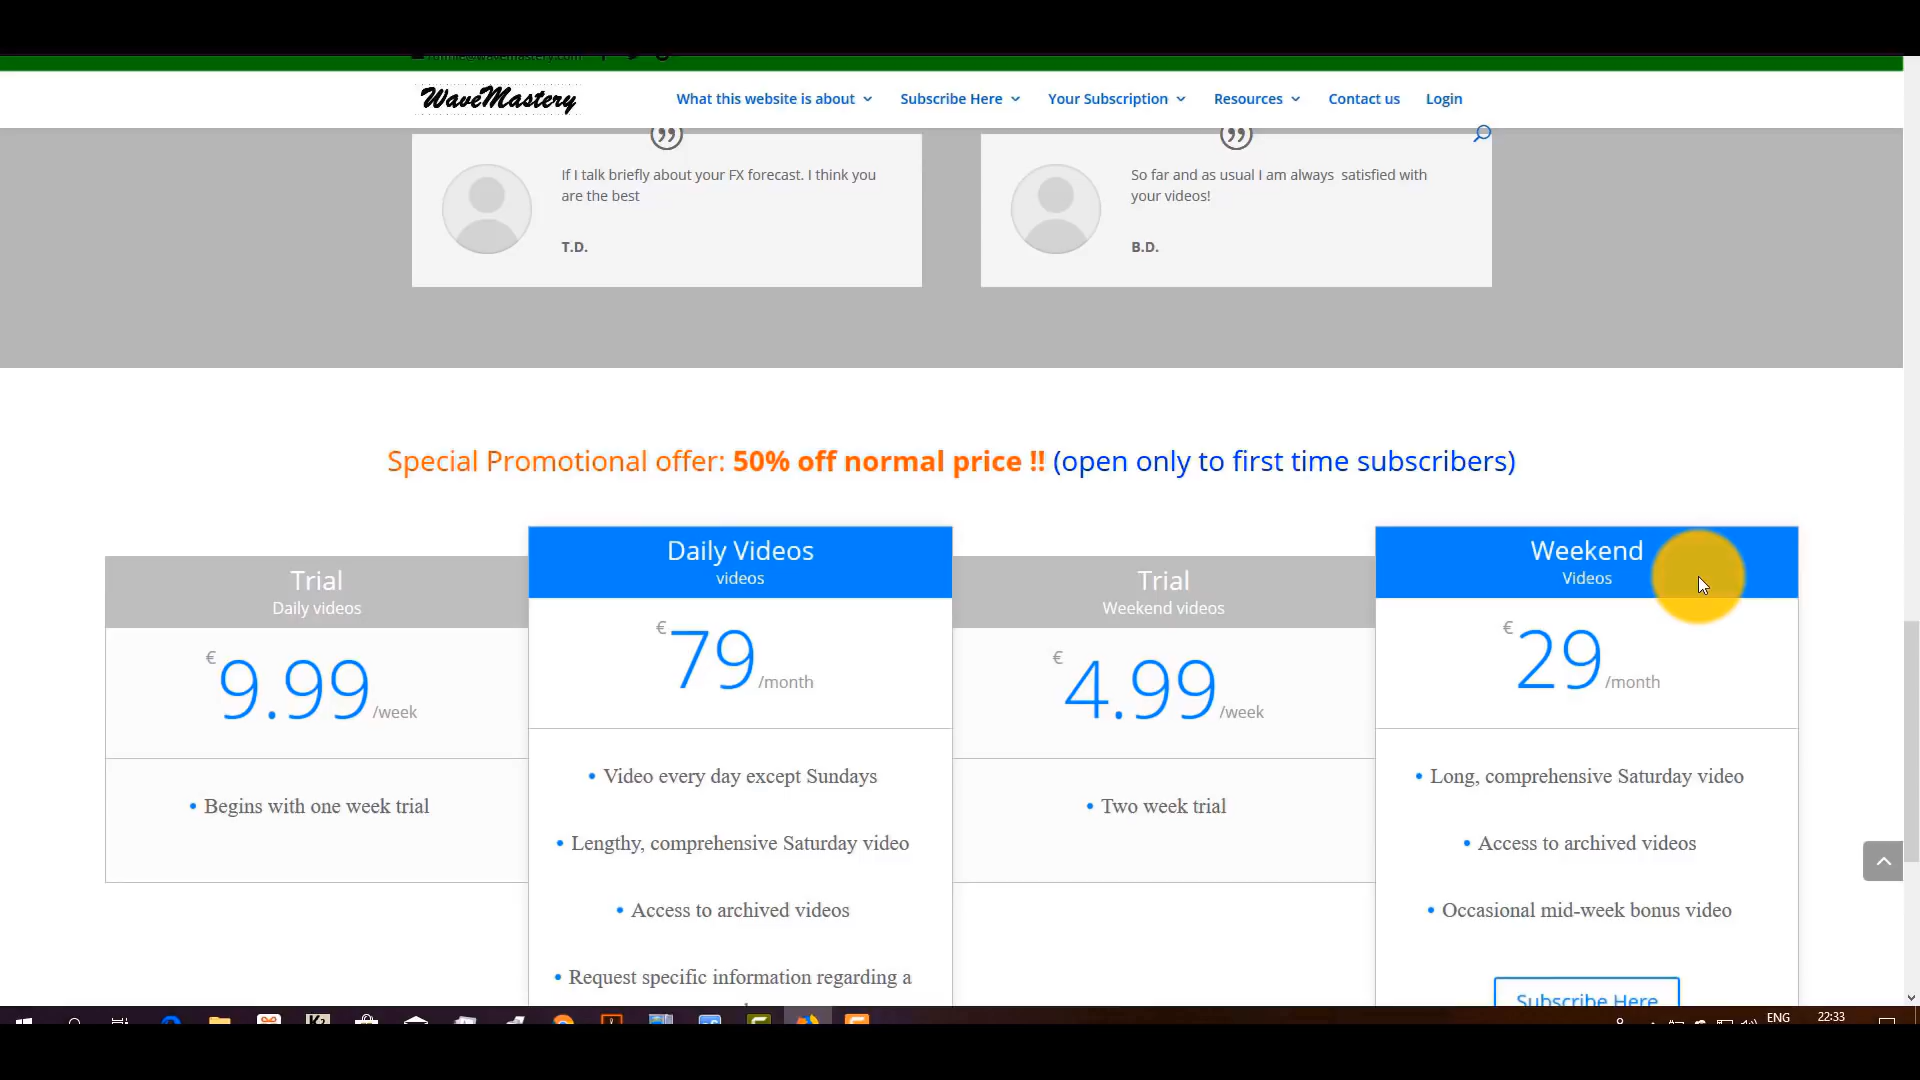 WaveMastery
What this website is about
Subscribe Here
Your Subscription
Resources
Contact us
Login
If I talk briefly about your FX forecast. I think you
are the best
T.D.
So far and as usual I am always satisfied with
your videos!
B.D.
Special Promotional offer: 50% off normal price !! (open only to first time subscribers)
Trial
Daily videos
€9.99/week
• Begins with one week trial
Daily Videos
videos
€79/month
• Video every day except Sundays
• Lengthy, comprehensive Saturday video
• Access to archived videos
• Request specific information regarding a
Trial
Weekend videos
€4.99/week
• Two week trial
Weekend
Videos
€29/month
• Long, comprehensive Saturday video
• Access to archived videos
• Occasional mid-week bonus video
Subscribe Here
ENG
22:33